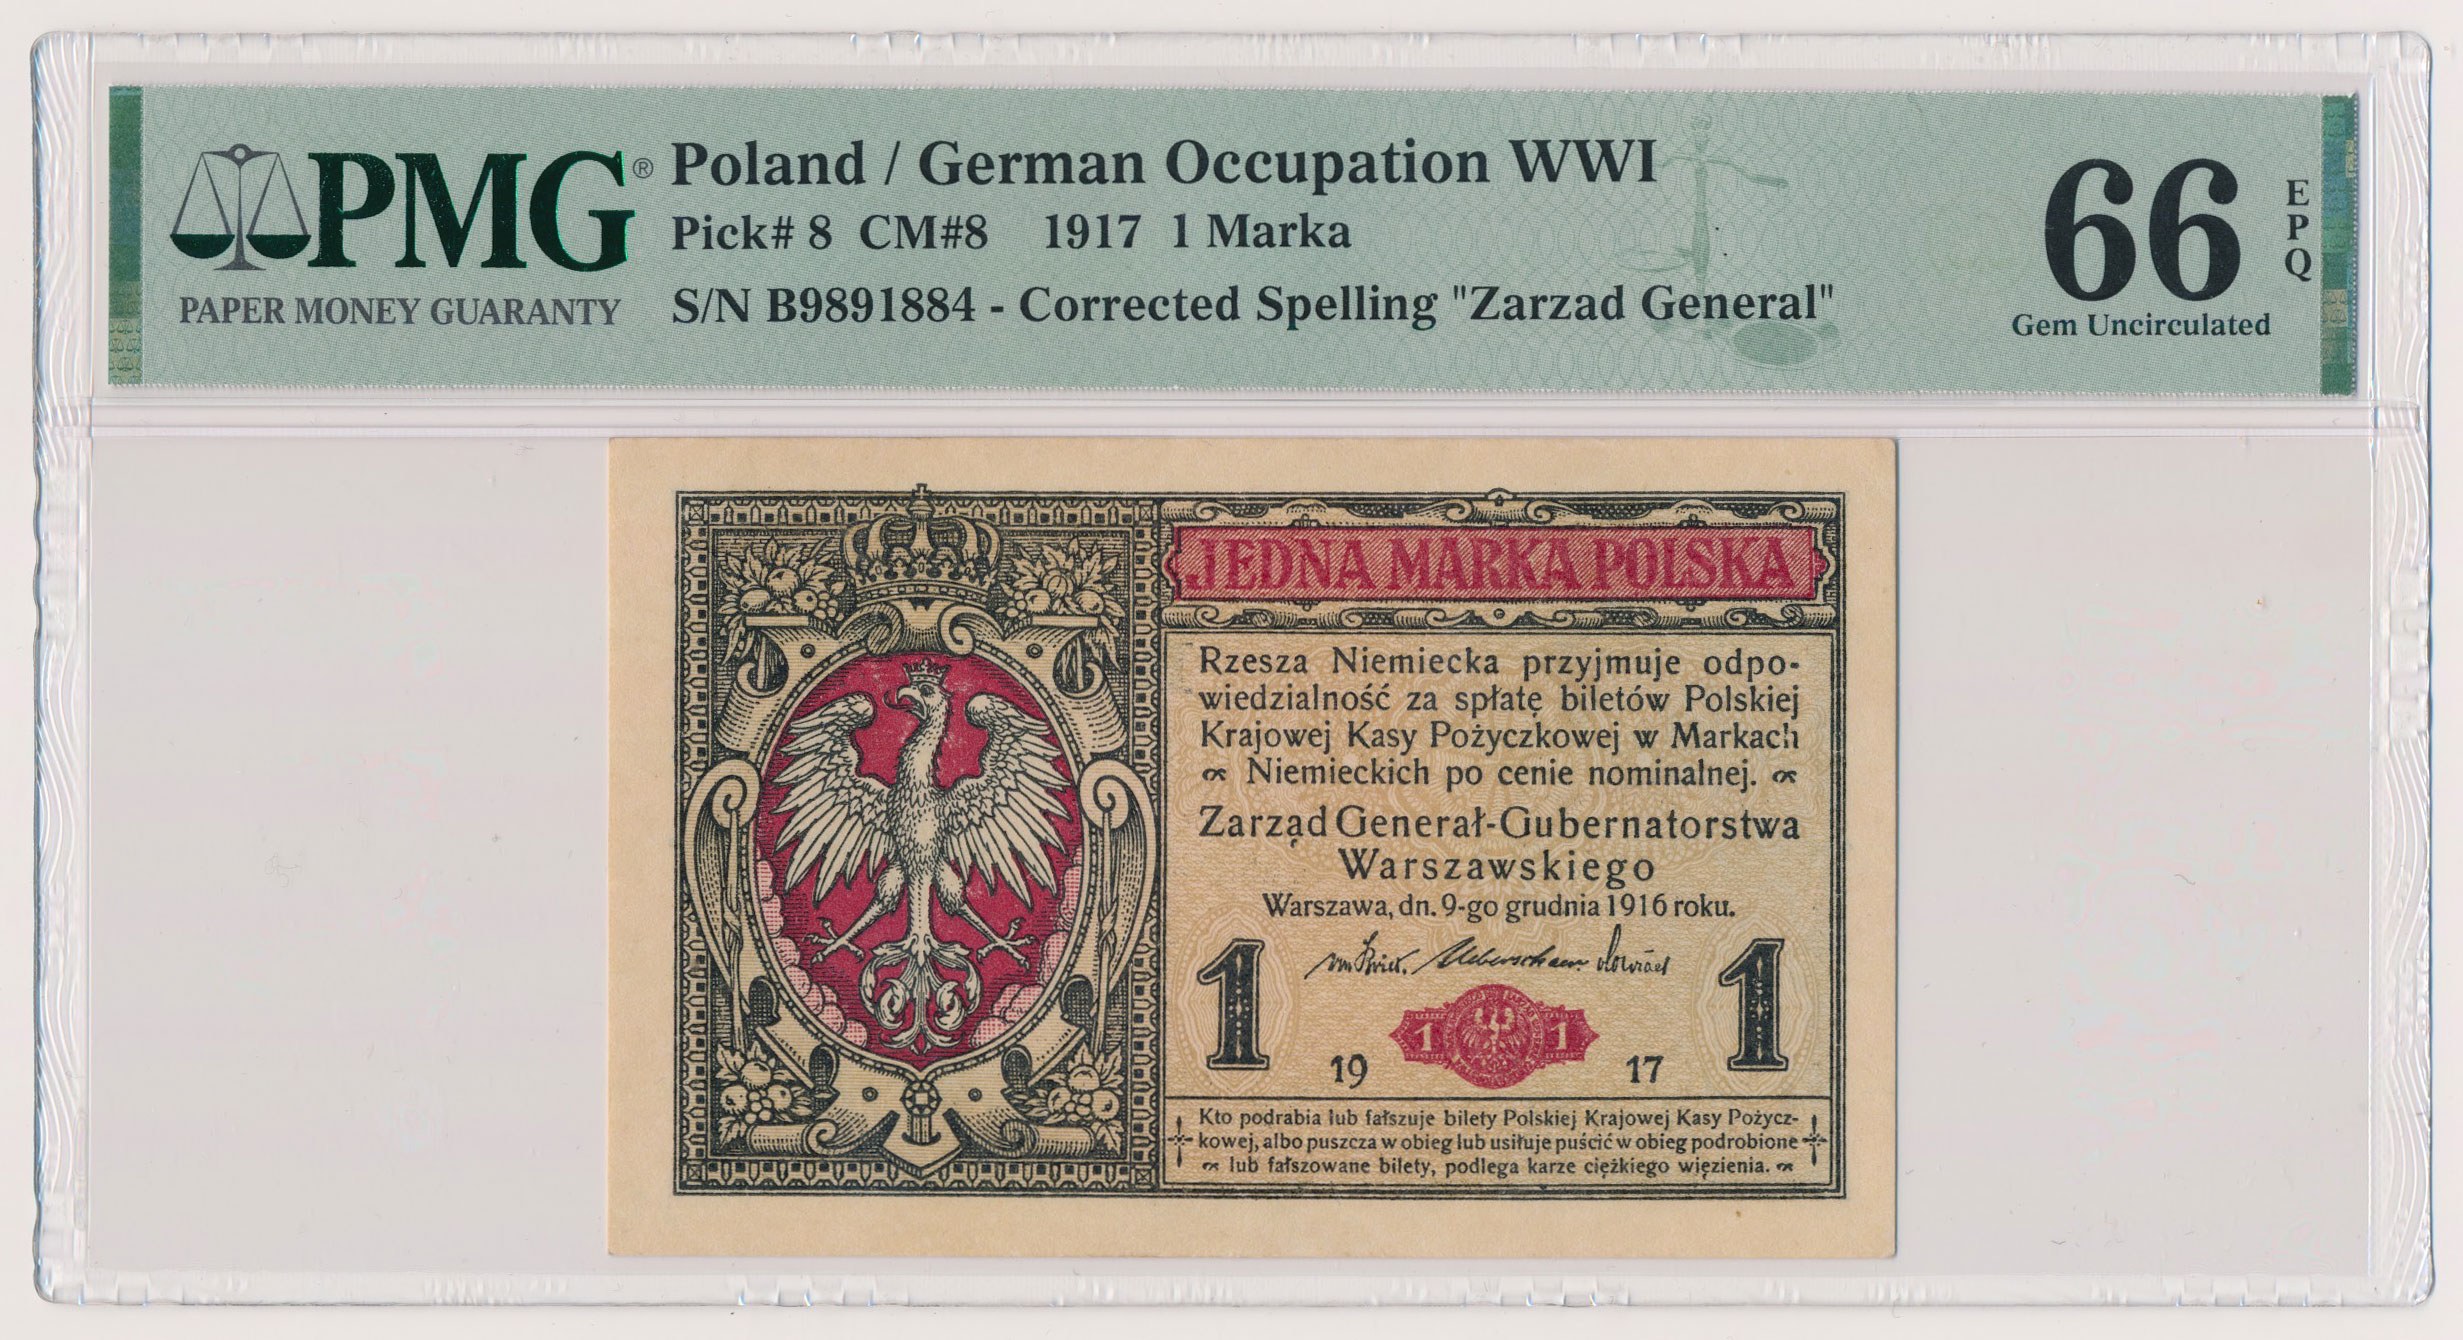 PMG®
PAPER MONEY GUARANTY
Poland / German Occupation WWI
Pick# 8 CM#8 1917 1 Marka
S/N B9891884 - Corrected Spelling "Zarzad General"
66
EPQ
Gem Uncirculated
JEDNA MARKA POLSKA
Rzesza Niemiecka przyjmuje odpo-
wiedzialność za spłatę biletów Polskiej
Krajowej Kasy Pożyczkowej w Markach
Niemieckich po cenie nominalnej.
Zarząd Generał-Gubernatorstwa
Warszawskiego
Warszawa, dn. 9-go grudnia 1916 roku.
1 1
1 1
19 17
Kto podrabia lub fałszuje bilety Polskiej Krajowej Kasy Pożycz-
kowej, albo puszcza w obieg lub usiłuje puścić w obieg podrobione
lub fałszowane bilety, podlega karze ciężkiego więzienia.